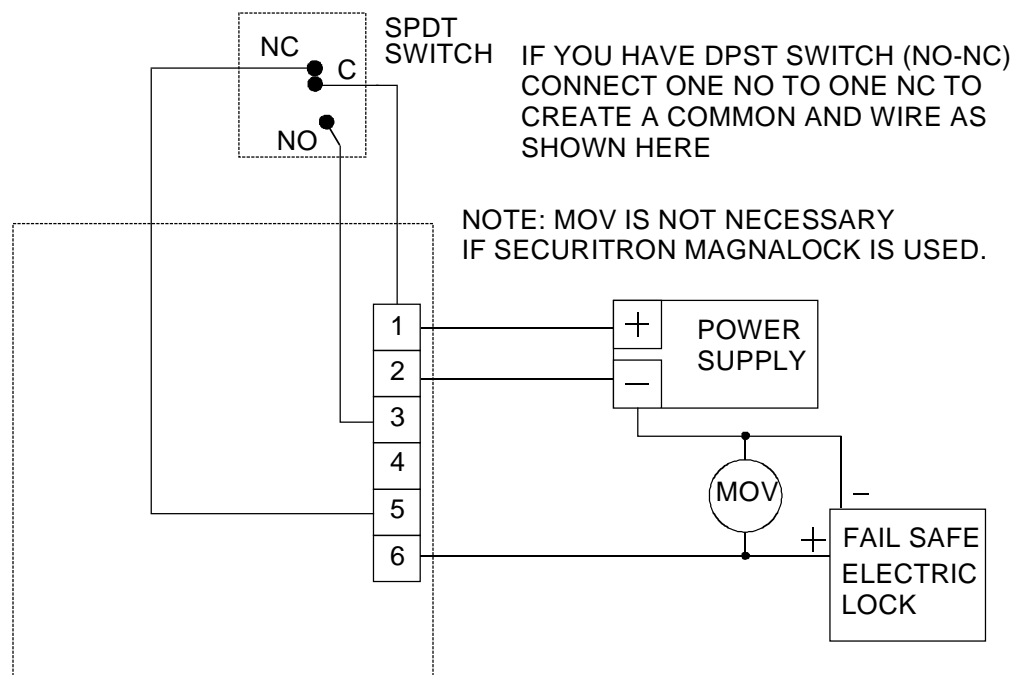 SPDT
SWITCH
NC
C
NO
IF YOU HAVE DPST SWITCH (NO-NC)
CONNECT ONE NO TO ONE NC TO
CREATE A COMMON AND WIRE AS
SHOWN HERE
NOTE: MOV IS NOT NECESSARY
IF SECURITRON MAGNALOCK IS USED.
1
2
3
4
5
6
+
−
POWER
SUPPLY
MOV
−
+
FAIL SAFE
ELECTRIC
LOCK